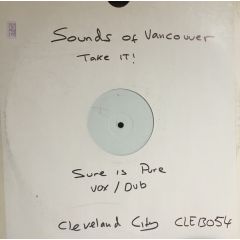 Sounds of Vancouver
Take it!
Sure is Pure
vox / Dub
Cleveland City CLEB054